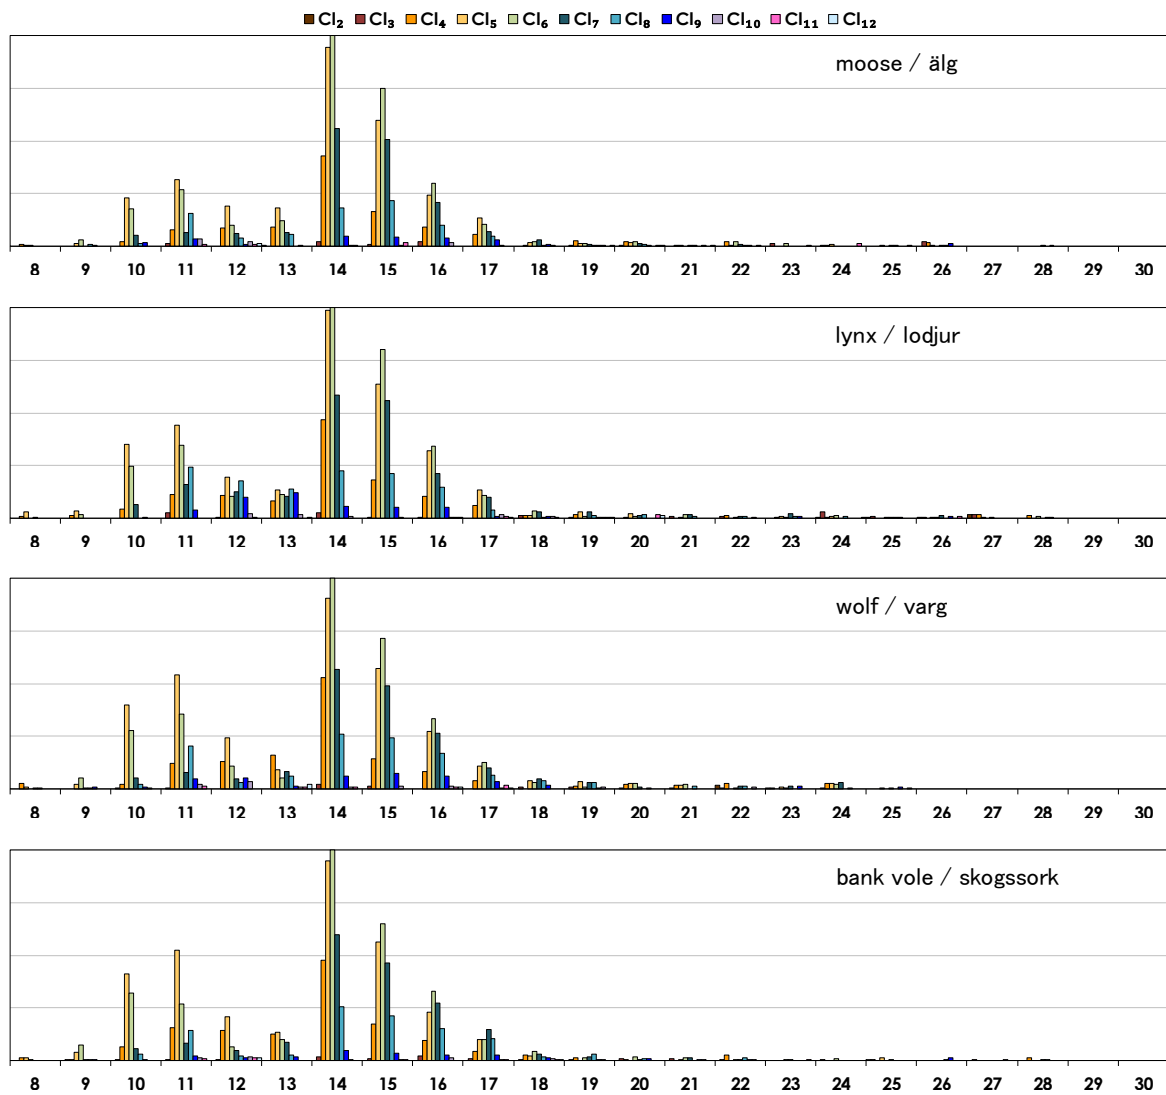 Cl₂ Cl₃ Cl₄ Cl₅ Cl₆ Cl₇ Cl₈ Cl₉ Cl₁₀ Cl₁₁ Cl₁₂
moose / älg
8 9 10 11 12 13 14 15 16 17 18 19 20 21 22 23 24 25 26 27 28 29 30
lynx / lodjur
8 9 10 11 12 13 14 15 16 17 18 19 20 21 22 23 24 25 26 27 28 29 30
wolf / varg
8 9 10 11 12 13 14 15 16 17 18 19 20 21 22 23 24 25 26 27 28 29 30
bank vole / skogssork
8 9 10 11 12 13 14 15 16 17 18 19 20 21 22 23 24 25 26 27 28 29 30